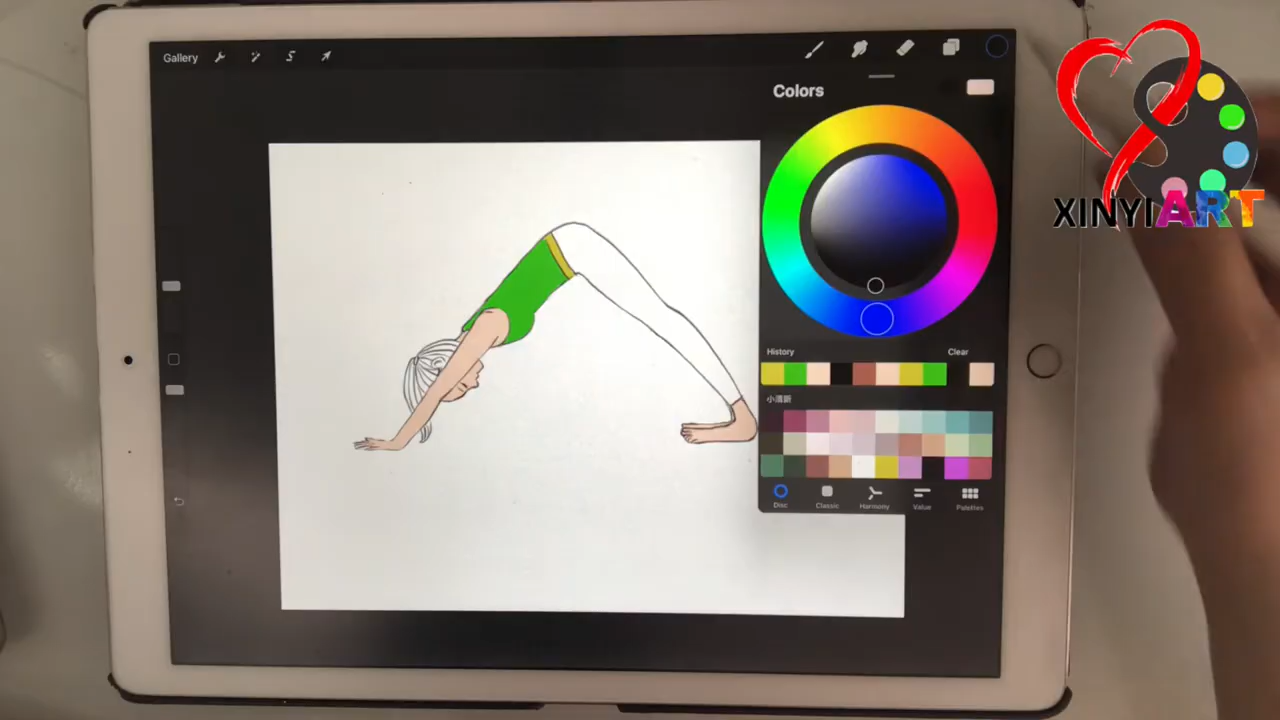 Gallery
Colors
XINYIART
History
Clear
Disc
Classic
Harmony
Value
Palettes